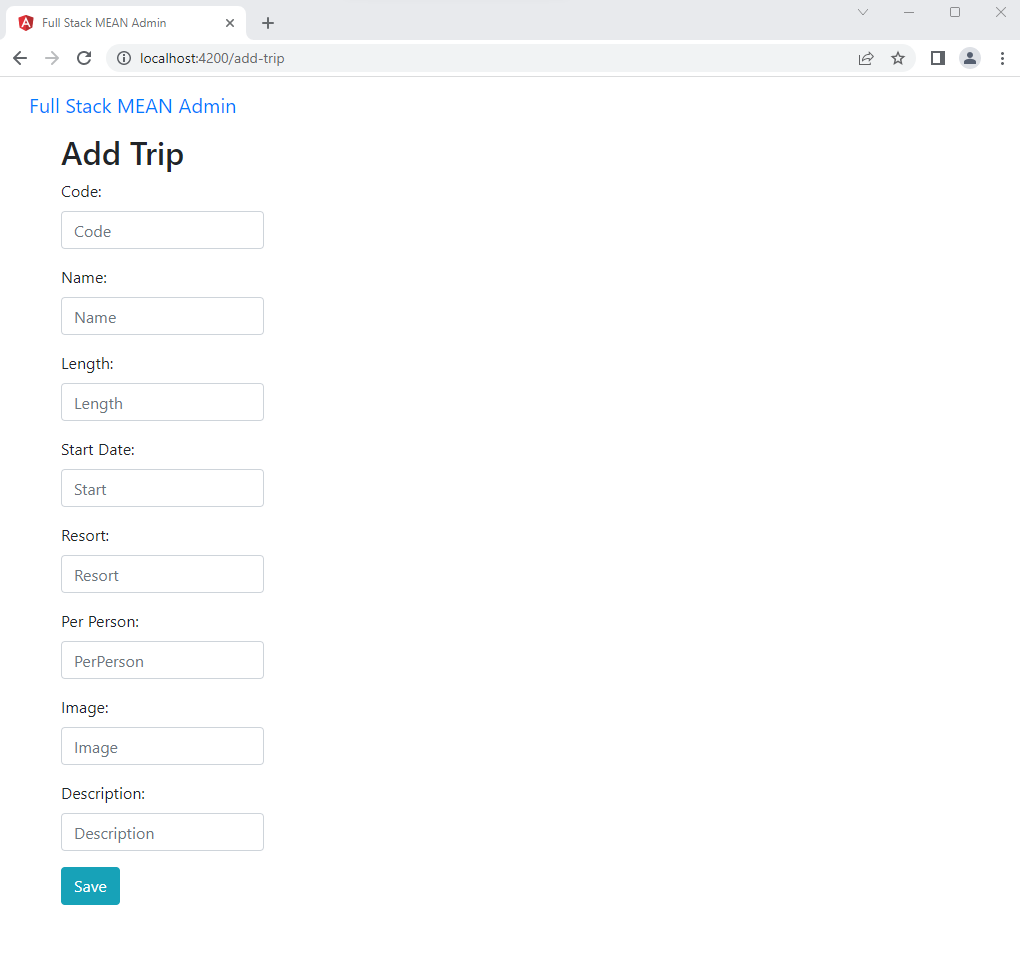 Full Stack MEAN Admin
localhost:4200/add-trip
Full Stack MEAN Admin
Add Trip
Code:
Code
Name:
Name
Length:
Length
Start Date:
Start
Resort:
Resort
Per Person:
PerPerson
Image:
Image
Description:
Description
Save